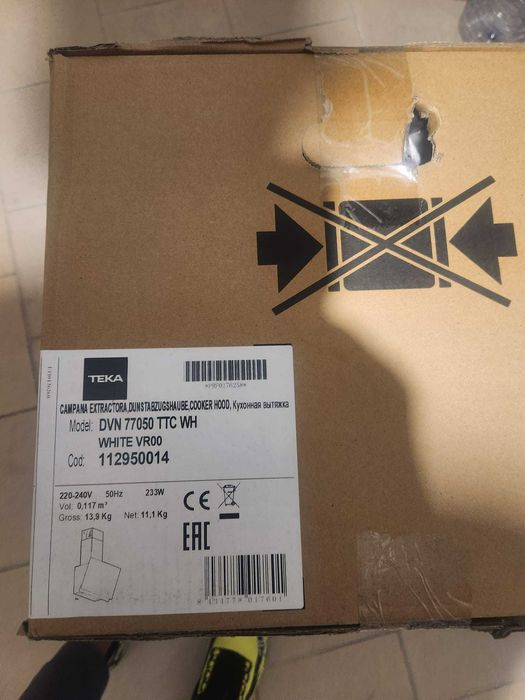 TEKA
CAMPANA EXTRACTORA,DUNSTABZUGSHAUBE,COOKER HOOD, Кухонная вытяжка
Model: DVN 77050 TTC WH
WHITE VR00
Cod: 112950014
220-240V 50Hz 233W
Vol: 0,117 m³
Gross: 13,9 Kg Net: 11,1 Kg
CE
EAC